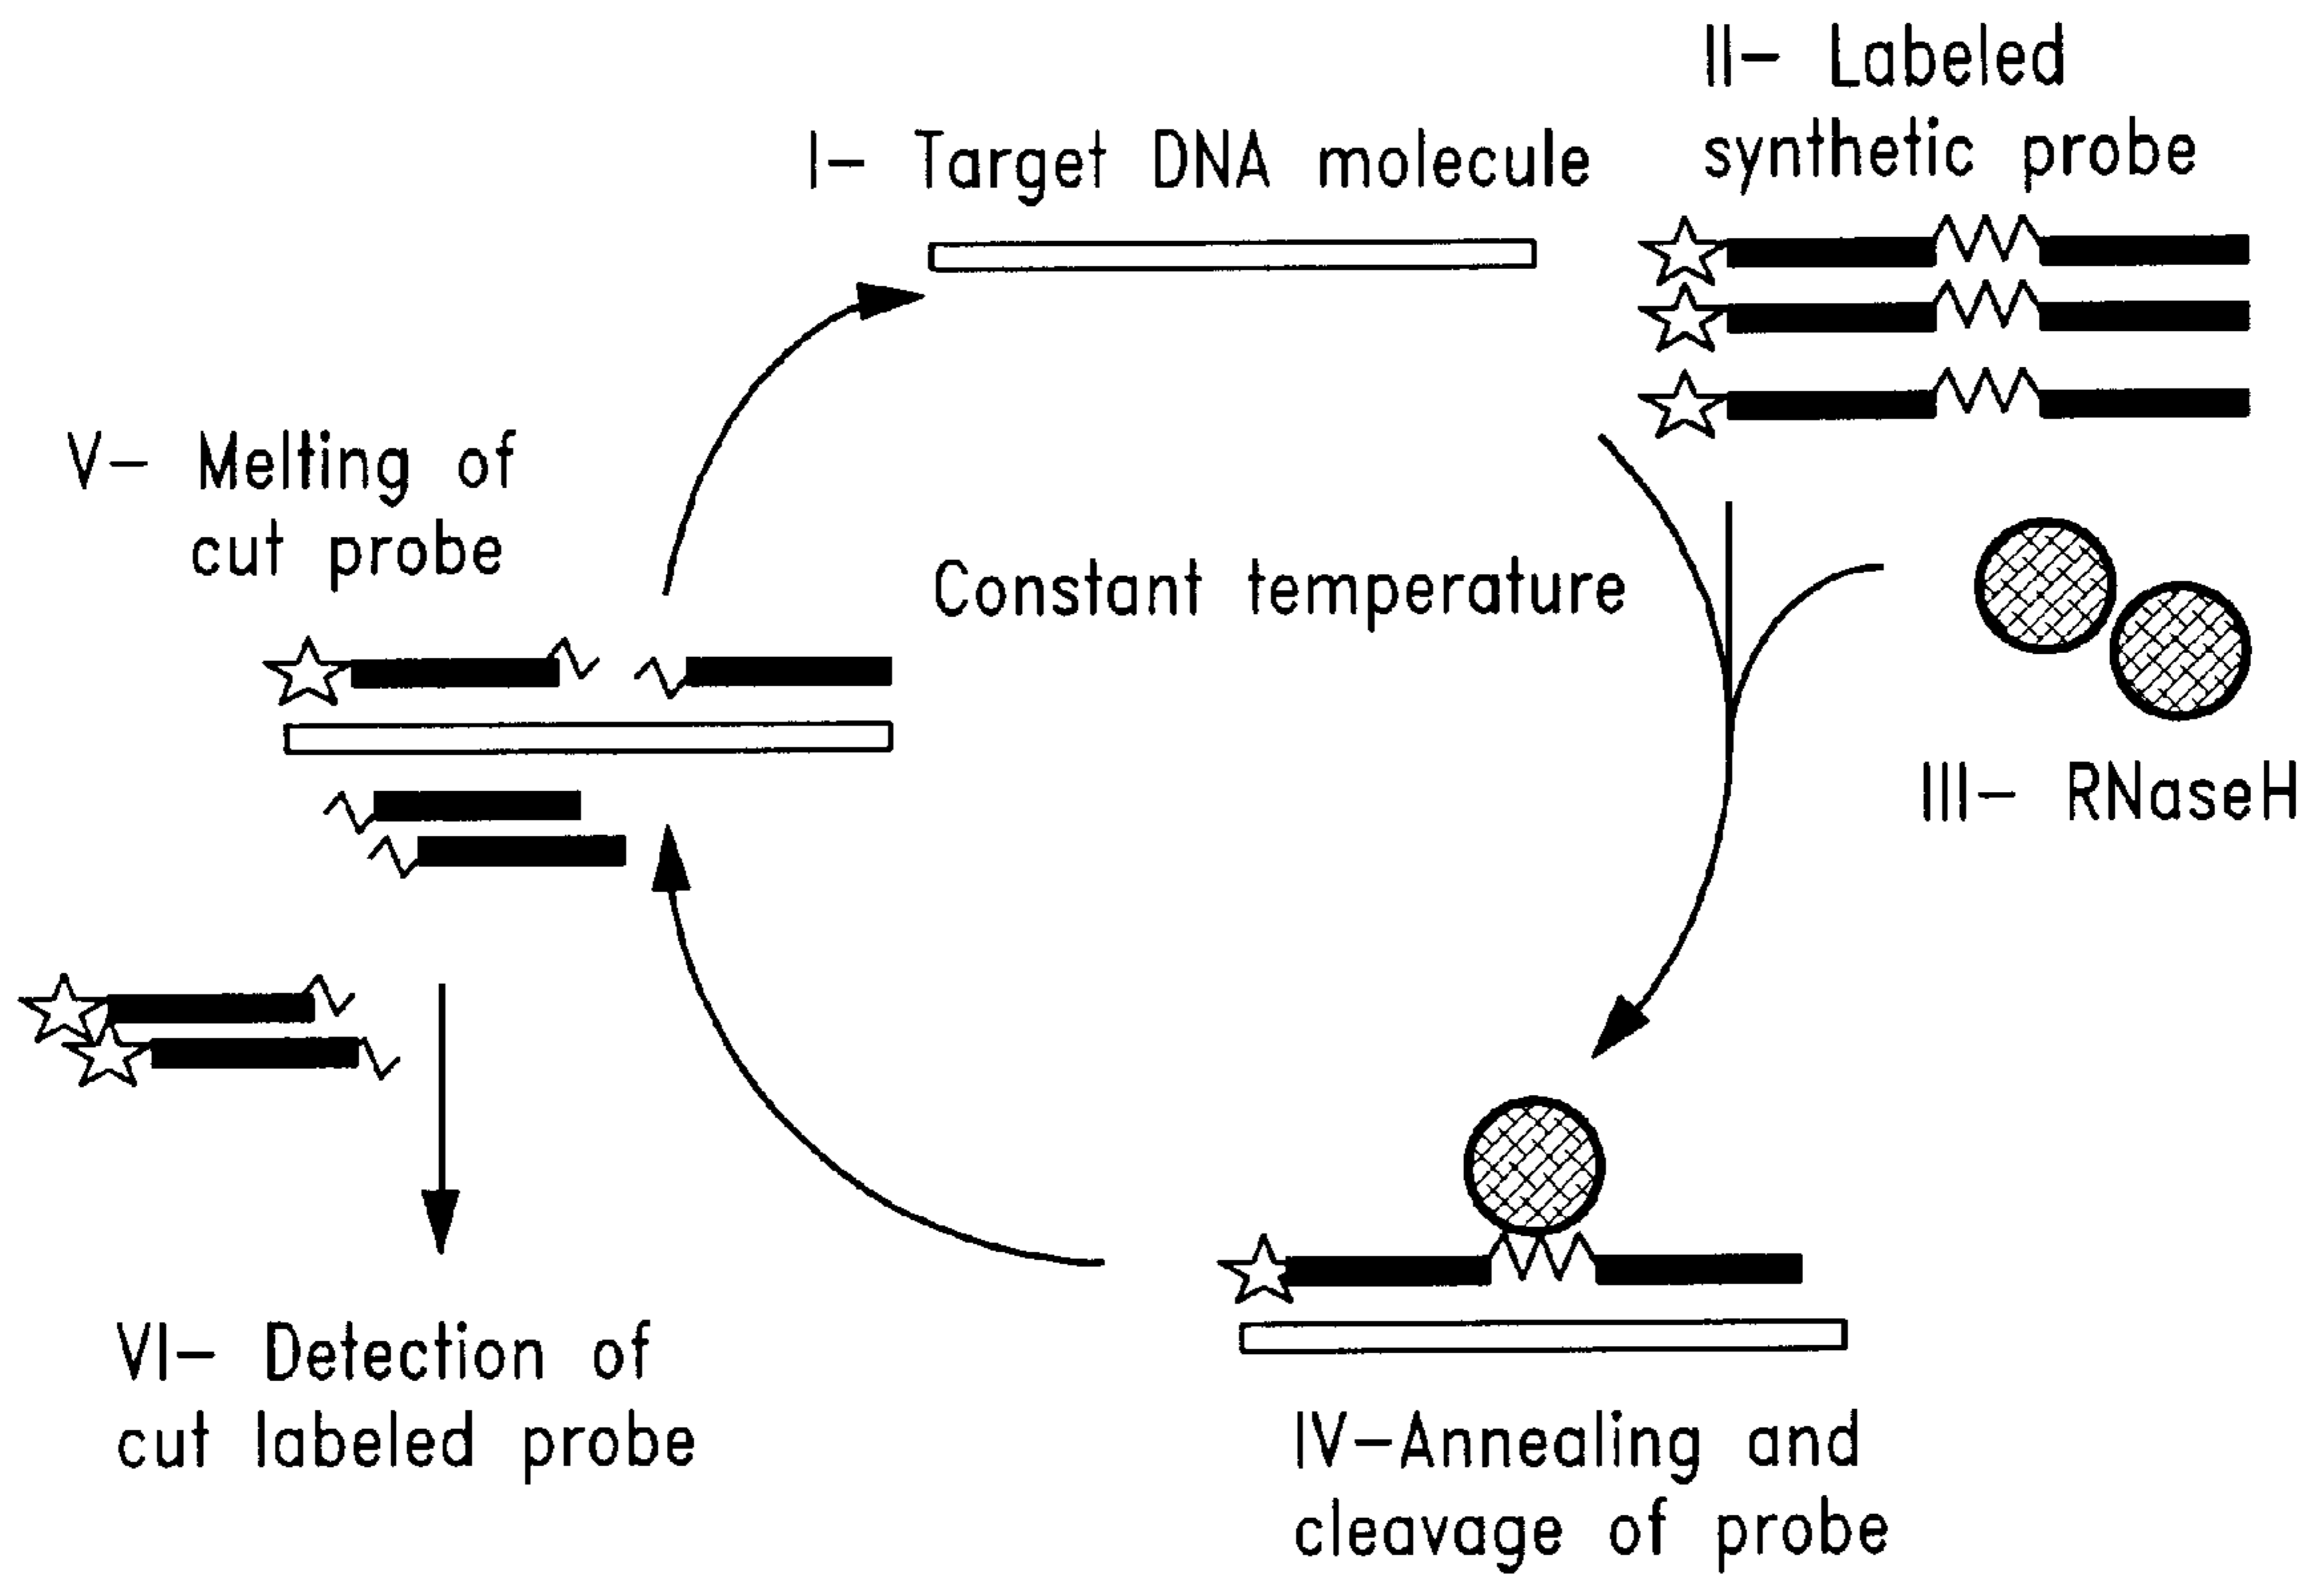 I- Target DNA molecule
II- Labeled
synthetic probe
V- Melting of
cut probe
Constant temperature
III- RNaseH
VI- Detection of
cut labeled probe
IV-Annealing and
cleavage of probe